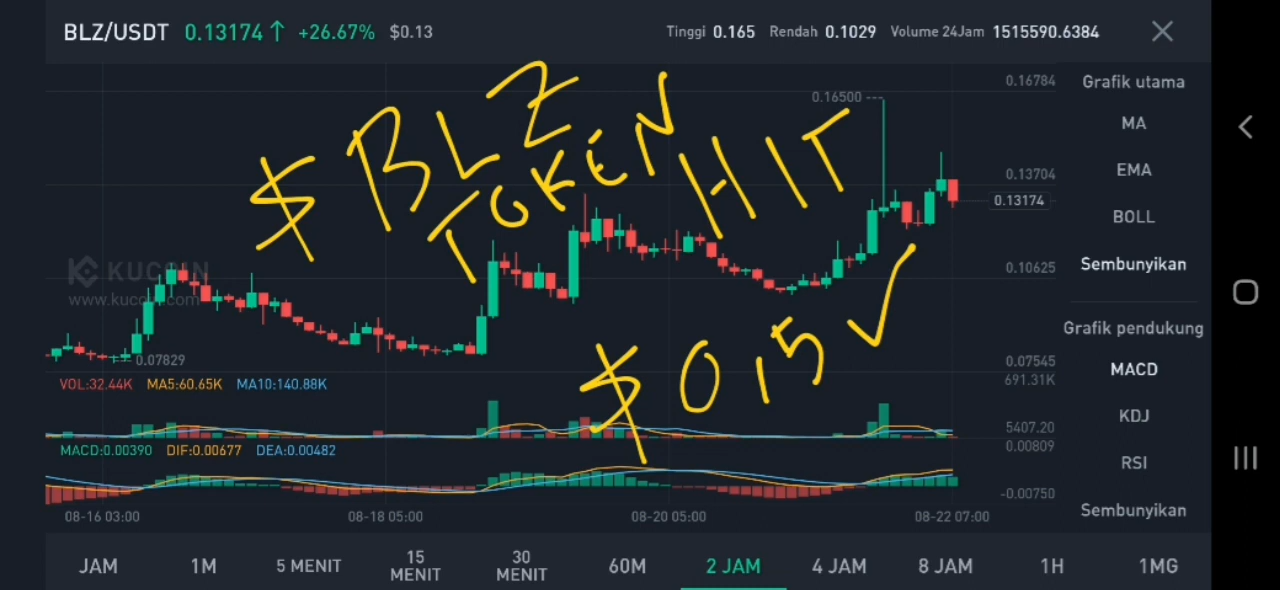 BLZ/USDT 0.13174↑ +26.67% $0.13 Tinggi 0.165 Rendah 0.1029 Volume 24Jam 1515590.6384
Grafik utama
MA
EMA
BOLL
Sembunyikan
Grafik pendukung
MACD
KDJ
RSI
Sembunyikan
0.16784
0.16500
0.13704
0.13174
0.10625
0.07545
691.31K
5407.20
0.00809
-0.00750
$BLZ
TOKEN HIT
$0,15
KUCOIN
www.kucoin.com
0.07829
VOL:32.44K MA5:60.65K MA10:140.88K
MACD:0.00390 DIF:0.00677 DEA:0.00482
08-16 03:00 08-18 05:00 08-20 05:00 08-22 07:00
JAM 1M 5 MENIT 15 MENIT 30 MENIT 60M 2 JAM 4 JAM 8 JAM 1H 1MG